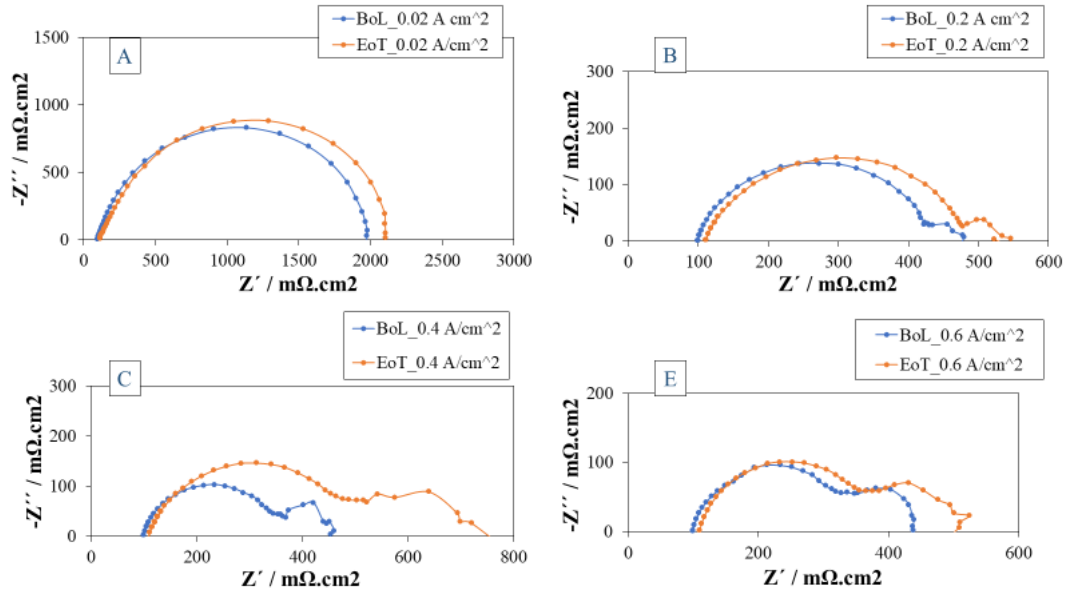 BoL_0.02 A cm^2
EoT_0.02 A/cm^2
A
1500
1000
500
0
-Z´´ / mΩ.cm2
0 500 1000 1500 2000 2500 3000
Z´ / mΩ.cm2
BoL_0.2 A cm^2
EoT_0.2 A/cm^2
B
300
200
100
0
-Z´´ / mΩ.cm2
0 100 200 300 400 500 600
Z´ / mΩ.cm2
BoL_0.4 A/cm^2
EoT_0.4 A/cm^2
C
300
200
100
0
-Z´´ / mΩ.cm2
0 200 400 600 800
Z´ / mΩ.cm2
BoL_0.6 A/cm^2
EoT_0.6 A/cm^2
E
200
100
0
-Z´´ / mΩ.cm2
0 200 400 600
Z´ / mΩ.cm2